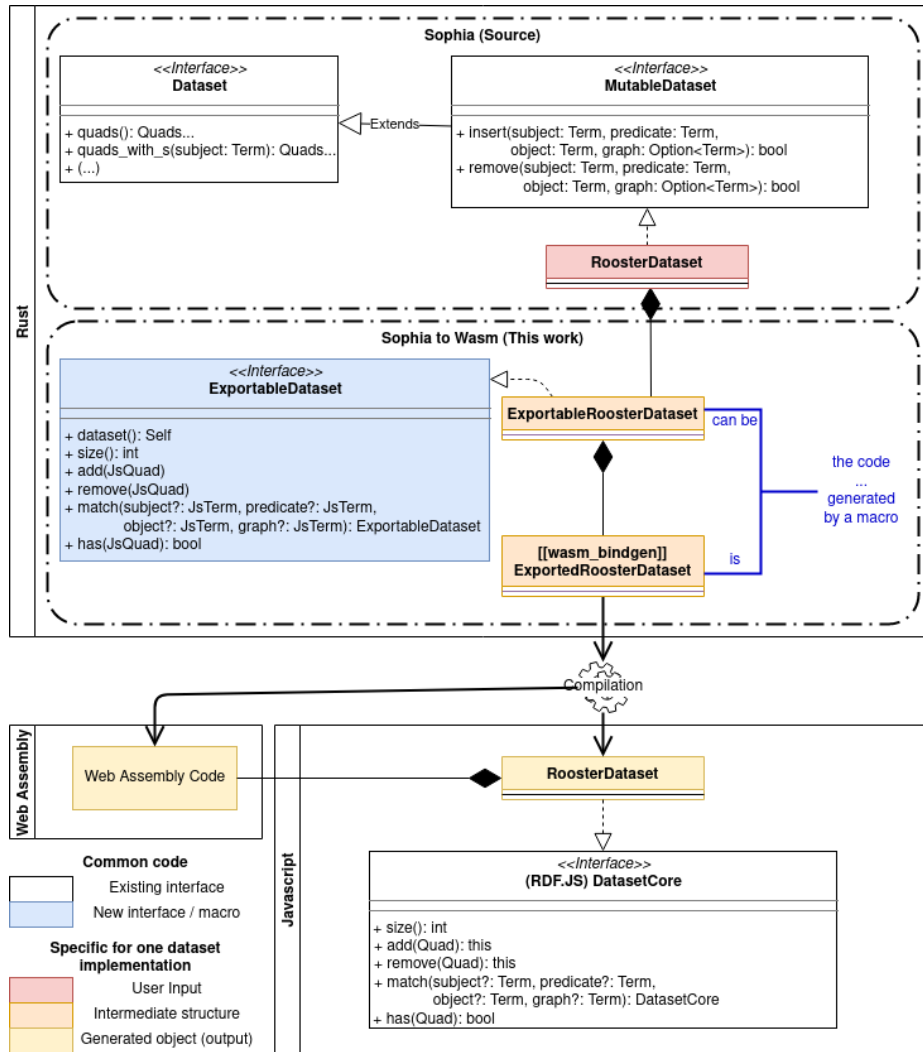 Sophia (Source)
<<Interface>>
Dataset
+ quads(): Quads...
+ quads_with_s(subject: Term): Quads...
+ (...)
Extends
<<Interface>>
MutableDataset
+ insert(subject: Term, predicate: Term,
object: Term, graph: Option<Term>): bool
+ remove(subject: Term, predicate: Term,
object: Term, graph: Option<Term>): bool
RoosterDataset
Rust
Sophia to Wasm (This work)
<<Interface>>
ExportableDataset
+ dataset(): Self
+ size(): int
+ add(JsQuad)
+ remove(JsQuad)
+ match(subject?: JsTerm, predicate?: JsTerm,
object?: JsTerm, graph?: JsTerm): ExportableDataset
+ has(JsQuad): bool
ExportableRoosterDataset
can be
the code
...
generated
by a macro
[[wasm_bindgen]]
ExportedRoosterDataset
is
Compilation
Web Assembly
Web Assembly Code
Javascript
RoosterDataset
<<Interface>>
(RDF.JS) DatasetCore
+ size(): int
+ add(Quad): this
+ remove(Quad): this
+ match(subject?: Term, predicate?: Term,
object?: Term, graph?: Term): DatasetCore
+ has(Quad): bool
Common code
Existing interface
New interface / macro
Specific for one dataset
implementation
User Input
Intermediate structure
Generated object (output)